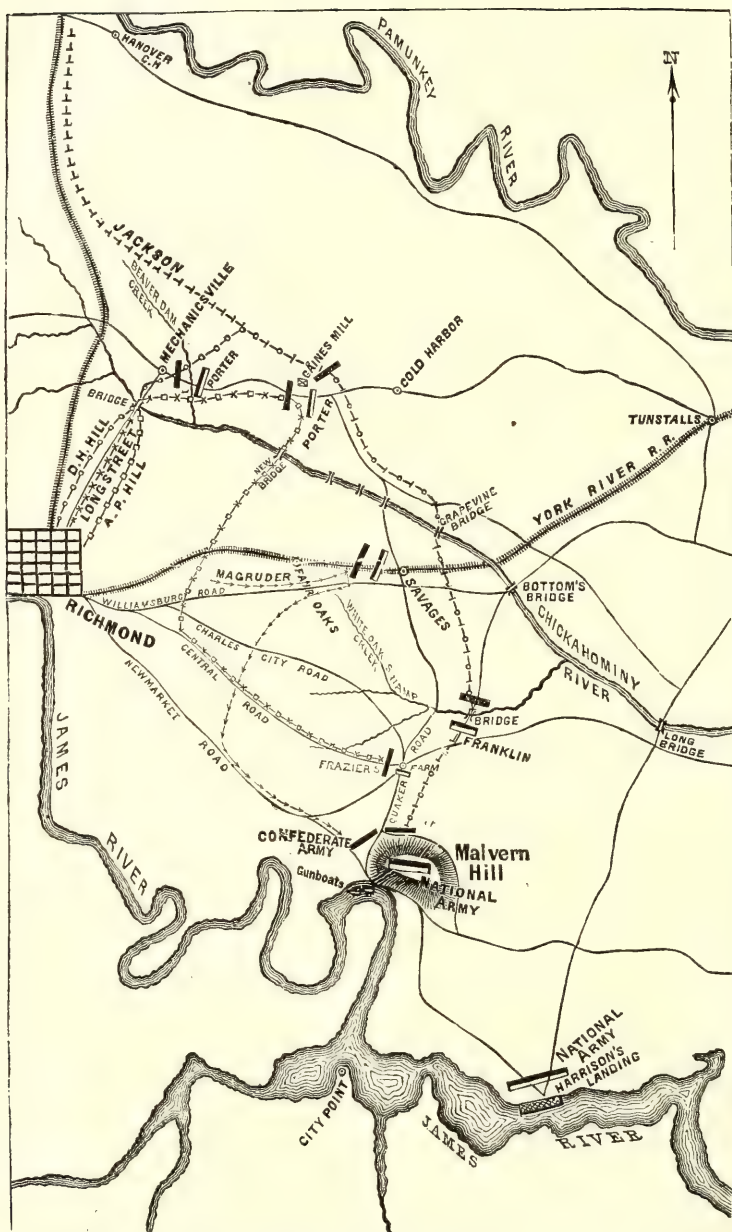 HANOVER
C.H
PAMUNKEY
RIVER
N
JACKSON
BEAVER DAM
CREEK
MECHANICSVILLE
PORTER
GAINES MILL
PORTER
COLD HARBOR
BRIDGE
D.H. HILL
LONGSTREET
A.P. HILL
NEW
BRIDGE
GRAPEVINE
BRIDGE
TUNSTALLS
YORK RIVER R.R.
MAGRUDER
FAIR OAKS
SAVAGES
BOTTOM'S
BRIDGE
WILLIAMSBURG ROAD
RICHMOND
CHARLES CITY ROAD
CENTRAL ROAD
NEWMARKET ROAD
WHITE OAK SWAMP
CREEK
CHICKAHOMINY
RIVER
BRIDGE
FRANKLIN
LONG
BRIDGE
FRAZIER'S FARM
QUAKER ROAD
JAMES
RIVER
CONFEDERATE
ARMY
Gunboats
Malvern
Hill
NATIONAL
ARMY
NATIONAL
ARMY
HARRISON'S
LANDING
CITY POINT
JAMES RIVER